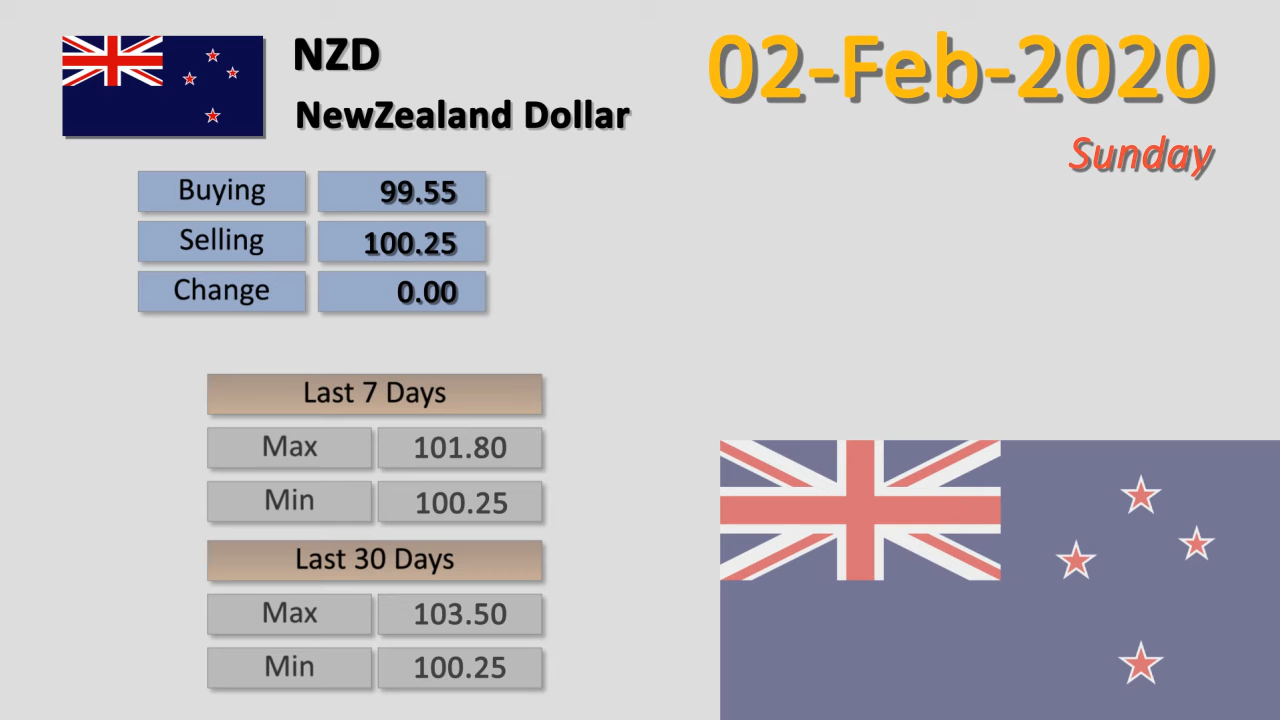 NZD
NewZealand Dollar
02-Feb-2020
Sunday
Buying 99.55
Selling 100.25
Change 0.00
Last 7 Days
Max 101.80
Min 100.25
Last 30 Days
Max 103.50
Min 100.25